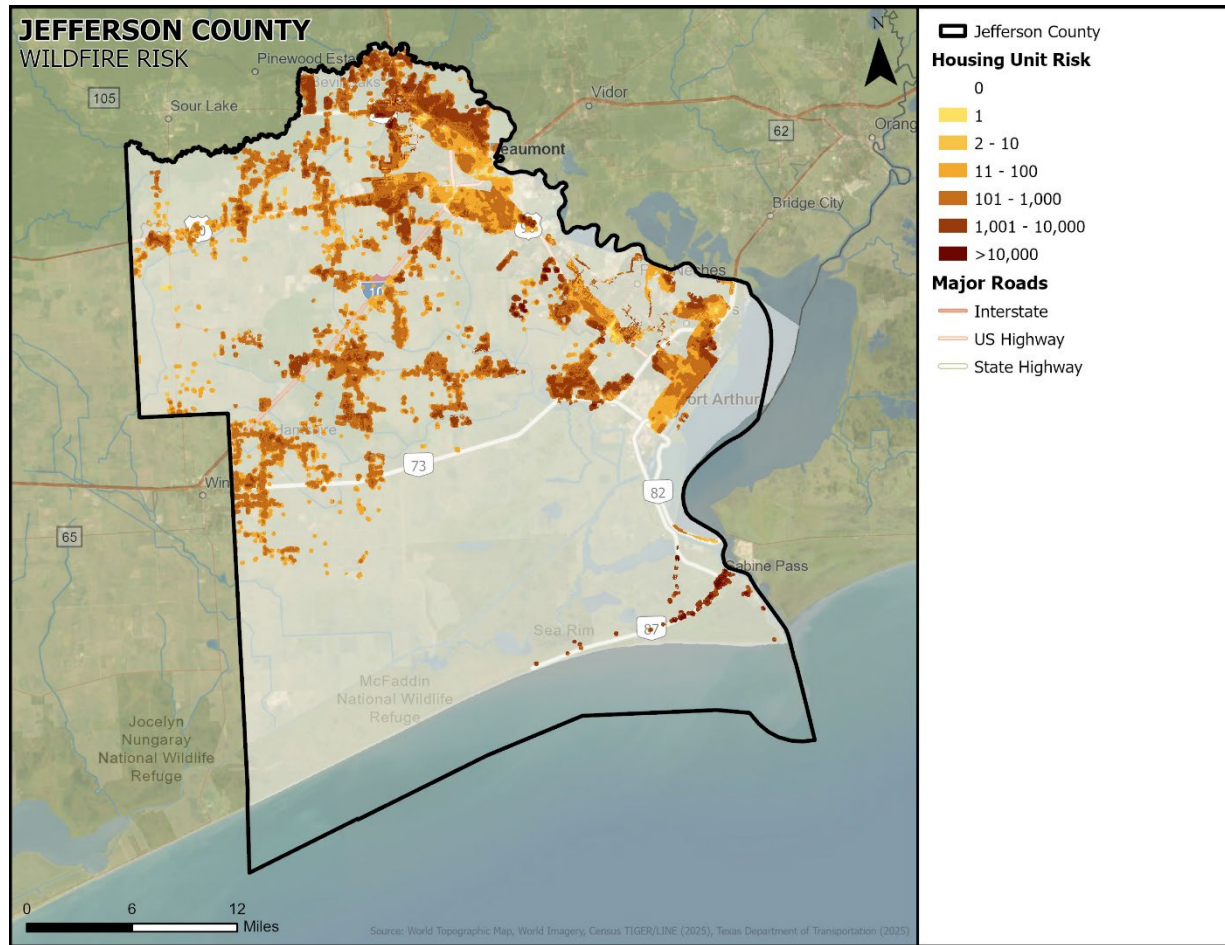 JEFFERSON COUNTY
WILDFIRE RISK
N
Pinewood
105
Sour Lake
Vidor
62
Bridge City
10
73
Port Arthur
82
65
Sabine Pass
Sea Rim
87
McFaddin
National Wildlife
Refuge
Jocelyn
Nungaray
National Wildlife
Refuge
0 6 12
Miles
Source: World Topographic Map, World Imagery, Census TIGER/LINE (2025), Texas Department of Transportation (2025)
Jefferson County
Housing Unit Risk
0
1
2 - 10
11 - 100
101 - 1,000
1,001 - 10,000
>10,000
Major Roads
Interstate
US Highway
State Highway